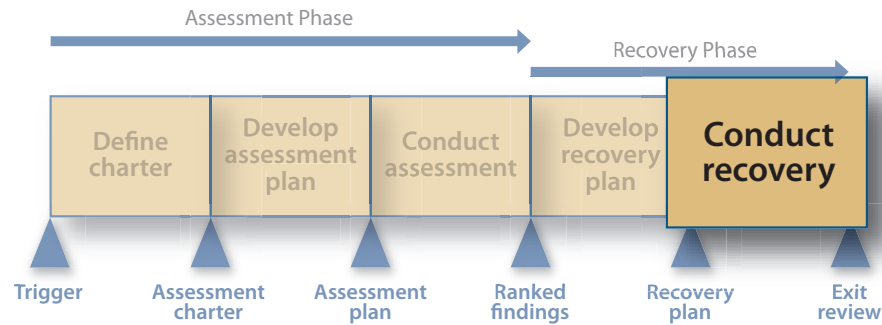 Assessment Phase
Recovery Phase
Define
charter
Develop
assessment
plan
Conduct
assessment
Develop
recovery
plan
Conduct
recovery
Trigger
Assessment
charter
Assessment
plan
Ranked
findings
Recovery
plan
Exit
review